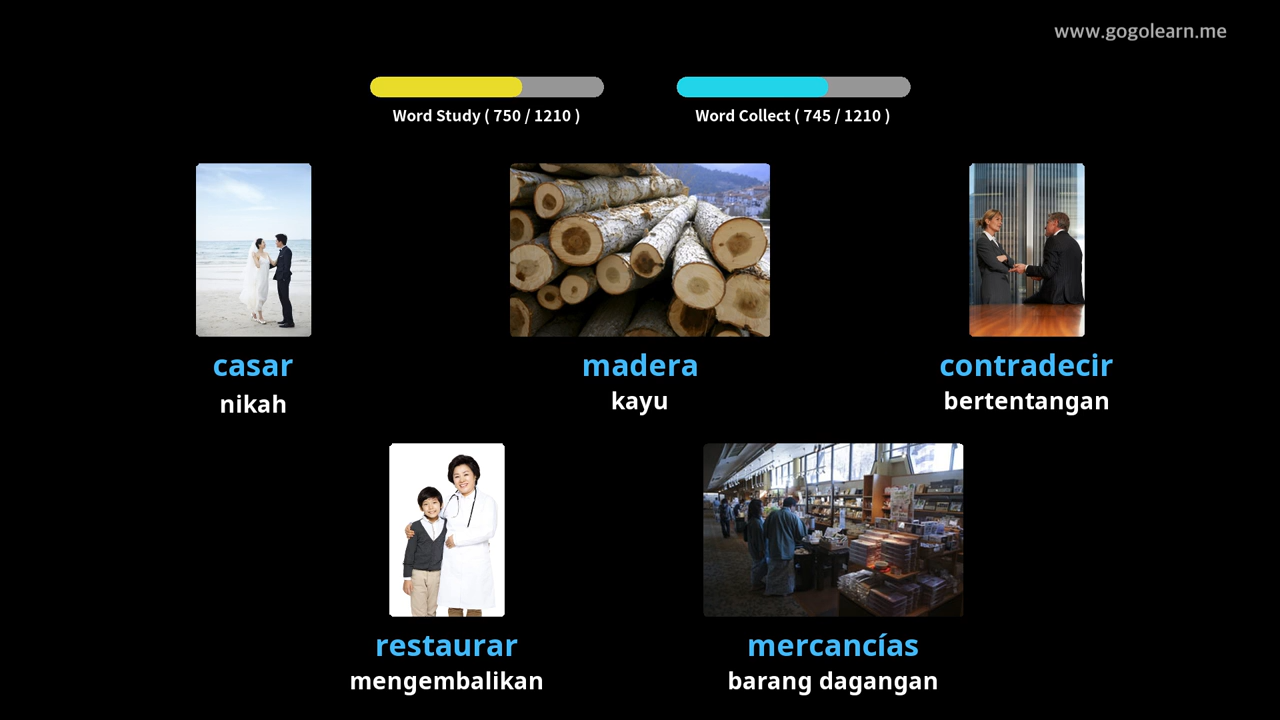 www.gogolearn.me
Word Study ( 750 / 1210 )
Word Collect ( 745 / 1210 )
casar
nikah
madera
kayu
contradecir
bertentangan
restaurar
mengembalikan
mercancías
barang dagangan